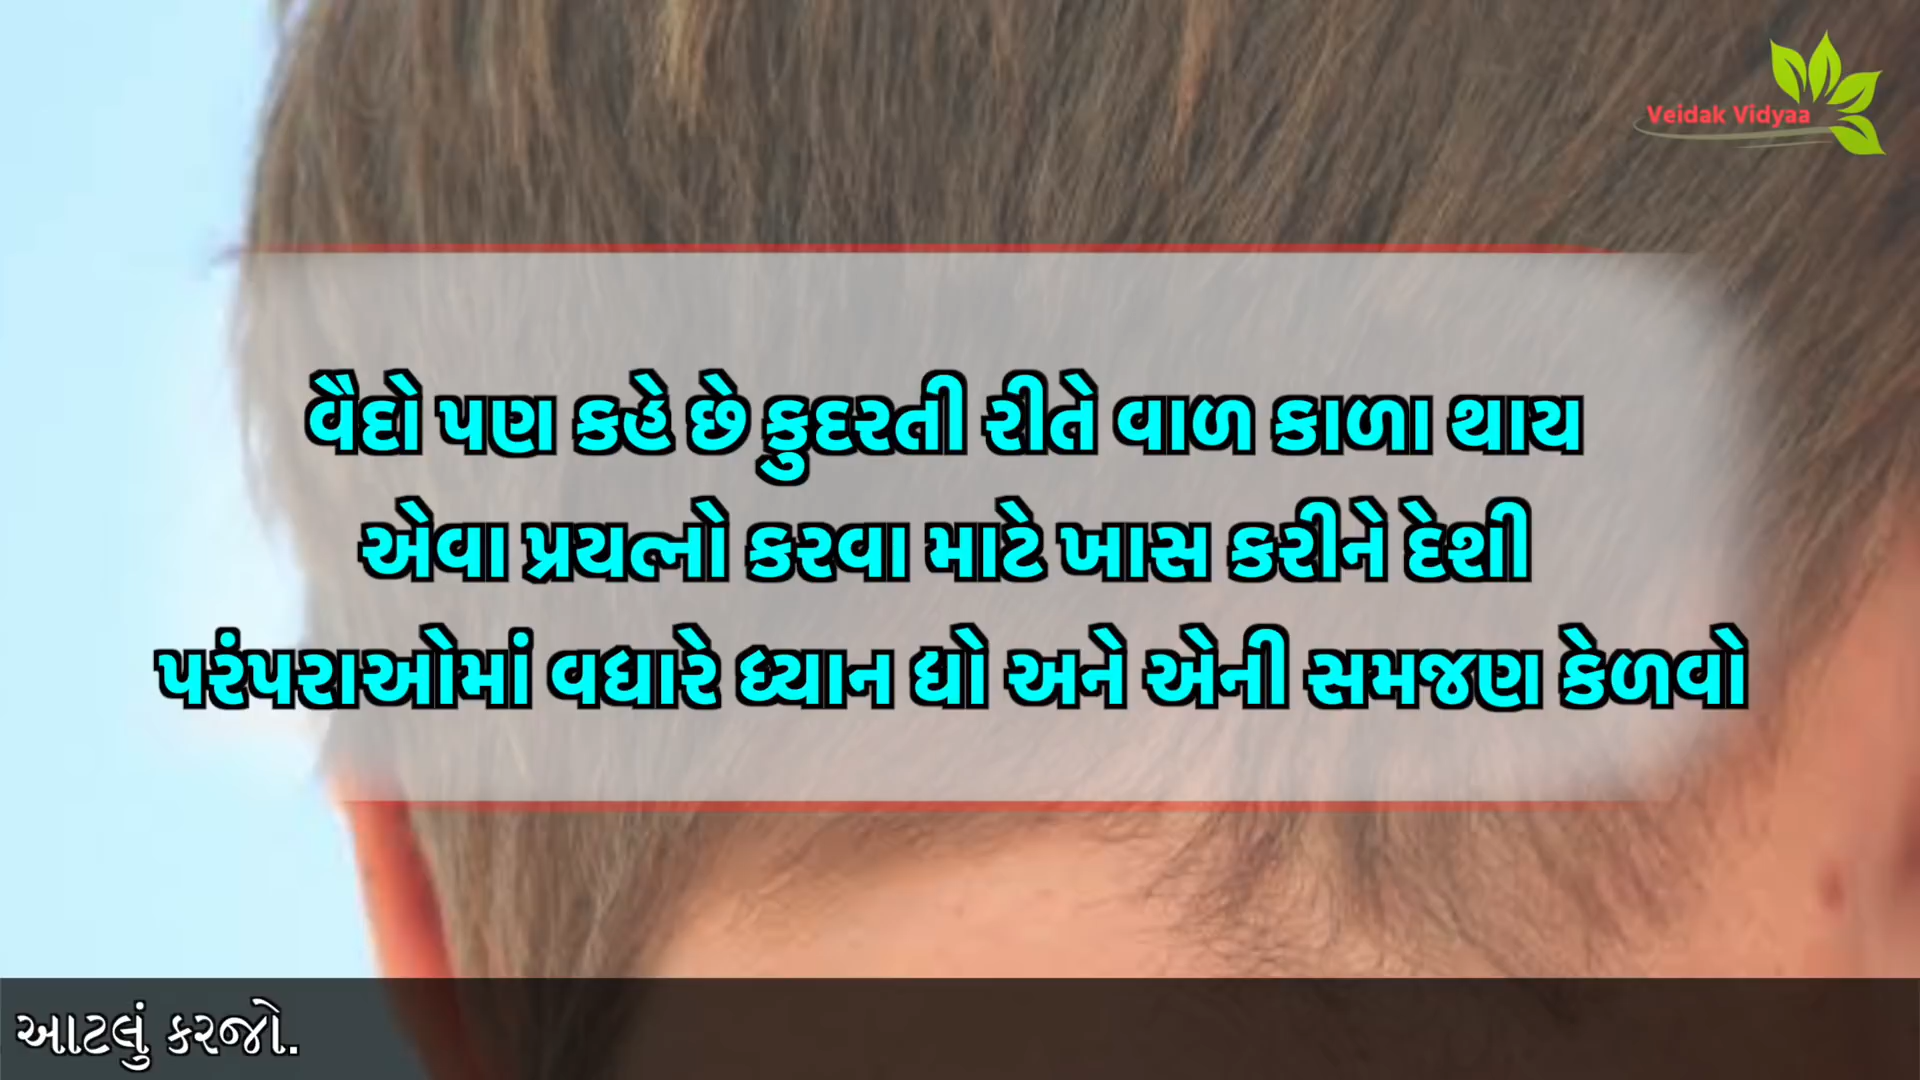 Veidak Vidyaa
વૈદો પણ કહે છે કુદરતી રીતે વાળ કાળા થાય
એવા પ્રયત્નો કરવા માટે ખાસ કરીને દેશી
પરંપરાઓમાં વધારે ધ્યાન દ્યો અને એની સમજણ કેળવો
આટલું કરજો.